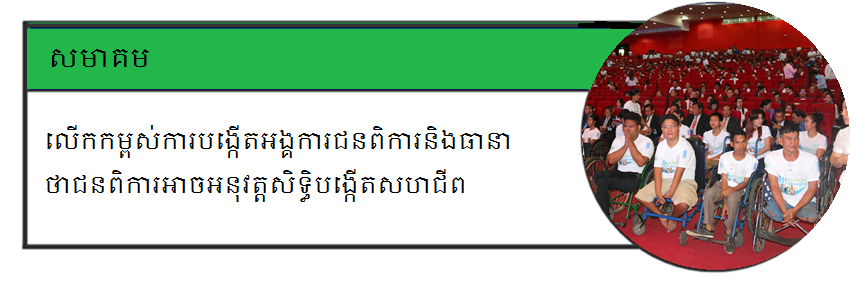 សមាគម
លើកកម្ពស់ការបង្កើតអង្គការជនពិការនិងធានា
ថាជនពិការអាចអនុវត្តសិទ្ធិបង្កើតសហជីព